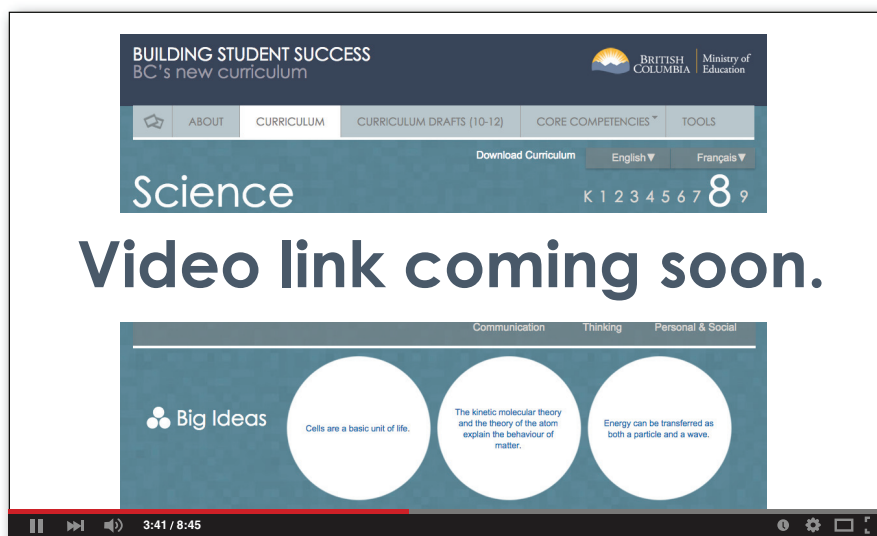 BUILDING STUDENT SUCCESS
BC's new curriculum
BRITISH COLUMBIA
Ministry of Education
ABOUT CURRICULUM CURRICULUM DRAFTS (10-12) CORE COMPETENCIES TOOLS
Download Curriculum English Français
Science
K 1 2 3 4 5 6 7 8 9
Video link coming soon.
Communication Thinking Personal & Social
Big Ideas
Cells are a basic unit of life.
The kinetic molecular theory
and the theory of the atom
explain the behaviour of
matter.
Energy can be transferred as
both a particle and a wave.
3:41 / 8:45